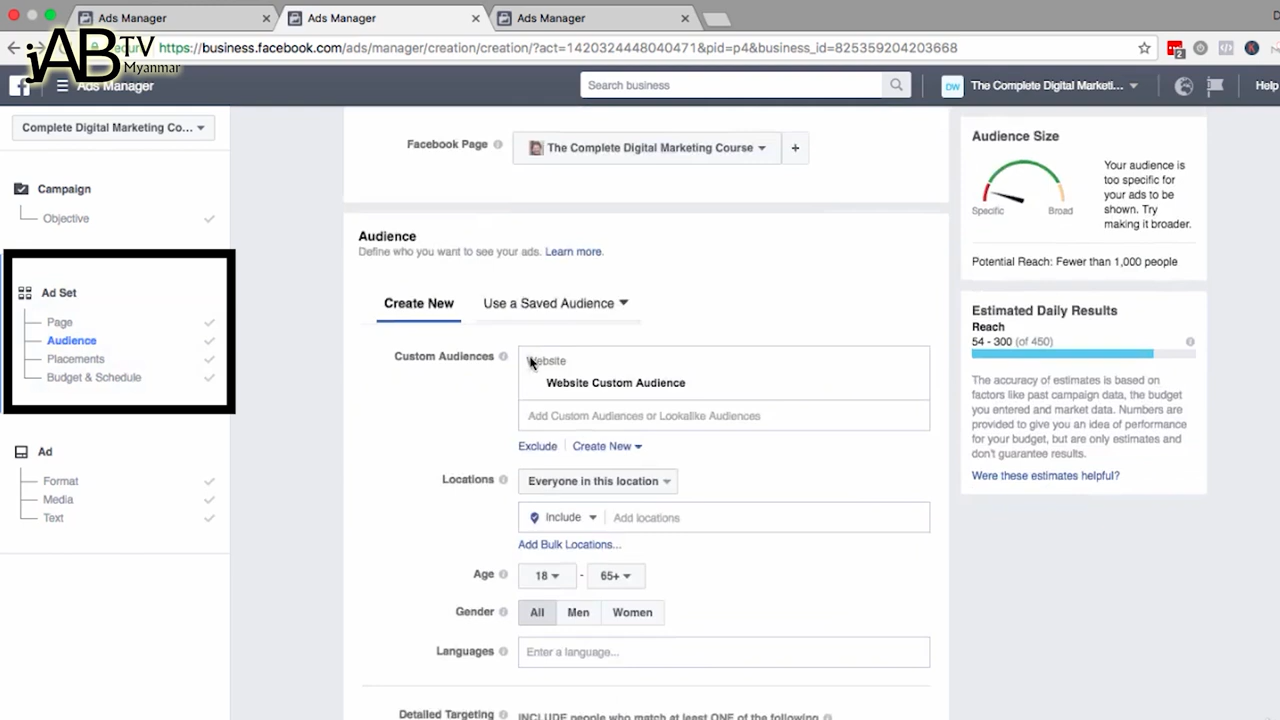 Ads Manager
Ads Manager
Ads Manager
jABTV
Myanmar
https://business.facebook.com/ads/manager/creation/creation/?act=1420324448040471&pid=p4&business_id=825359204203668
2
Ads Manager
Search business
DW
The Complete Digital Marketi...
Help
Complete Digital Marketing Co...
Campaign
Objective
Ad Set
Page
Audience
Placements
Budget & Schedule
Ad
Format
Media
Text
Facebook Page
The Complete Digital Marketing Course
+
Audience
Define who you want to see your ads. Learn more.
Create New
Use a Saved Audience
Custom Audiences
Website
Website Custom Audience
Add Custom Audiences or Lookalike Audiences
Exclude
Create New
Locations
Everyone in this location
Include
Add locations
Add Bulk Locations...
Age
18 - 65+
Gender
All
Men
Women
Languages
Enter a language...
Detailed Targeting
INCLUDE people who match at least ONE of the following
Audience Size
Specific
Broad
Your audience is
too specific for
your ads to be
shown. Try
making it broader.
Potential Reach: Fewer than 1,000 people
Estimated Daily Results
Reach
54 - 300 (of 450)
The accuracy of estimates is based on
factors like past campaign data, the budget
you entered and market data. Numbers are
provided to give you an idea of performance
for your budget, but are only estimates and
don't guarantee results.
Were these estimates helpful?